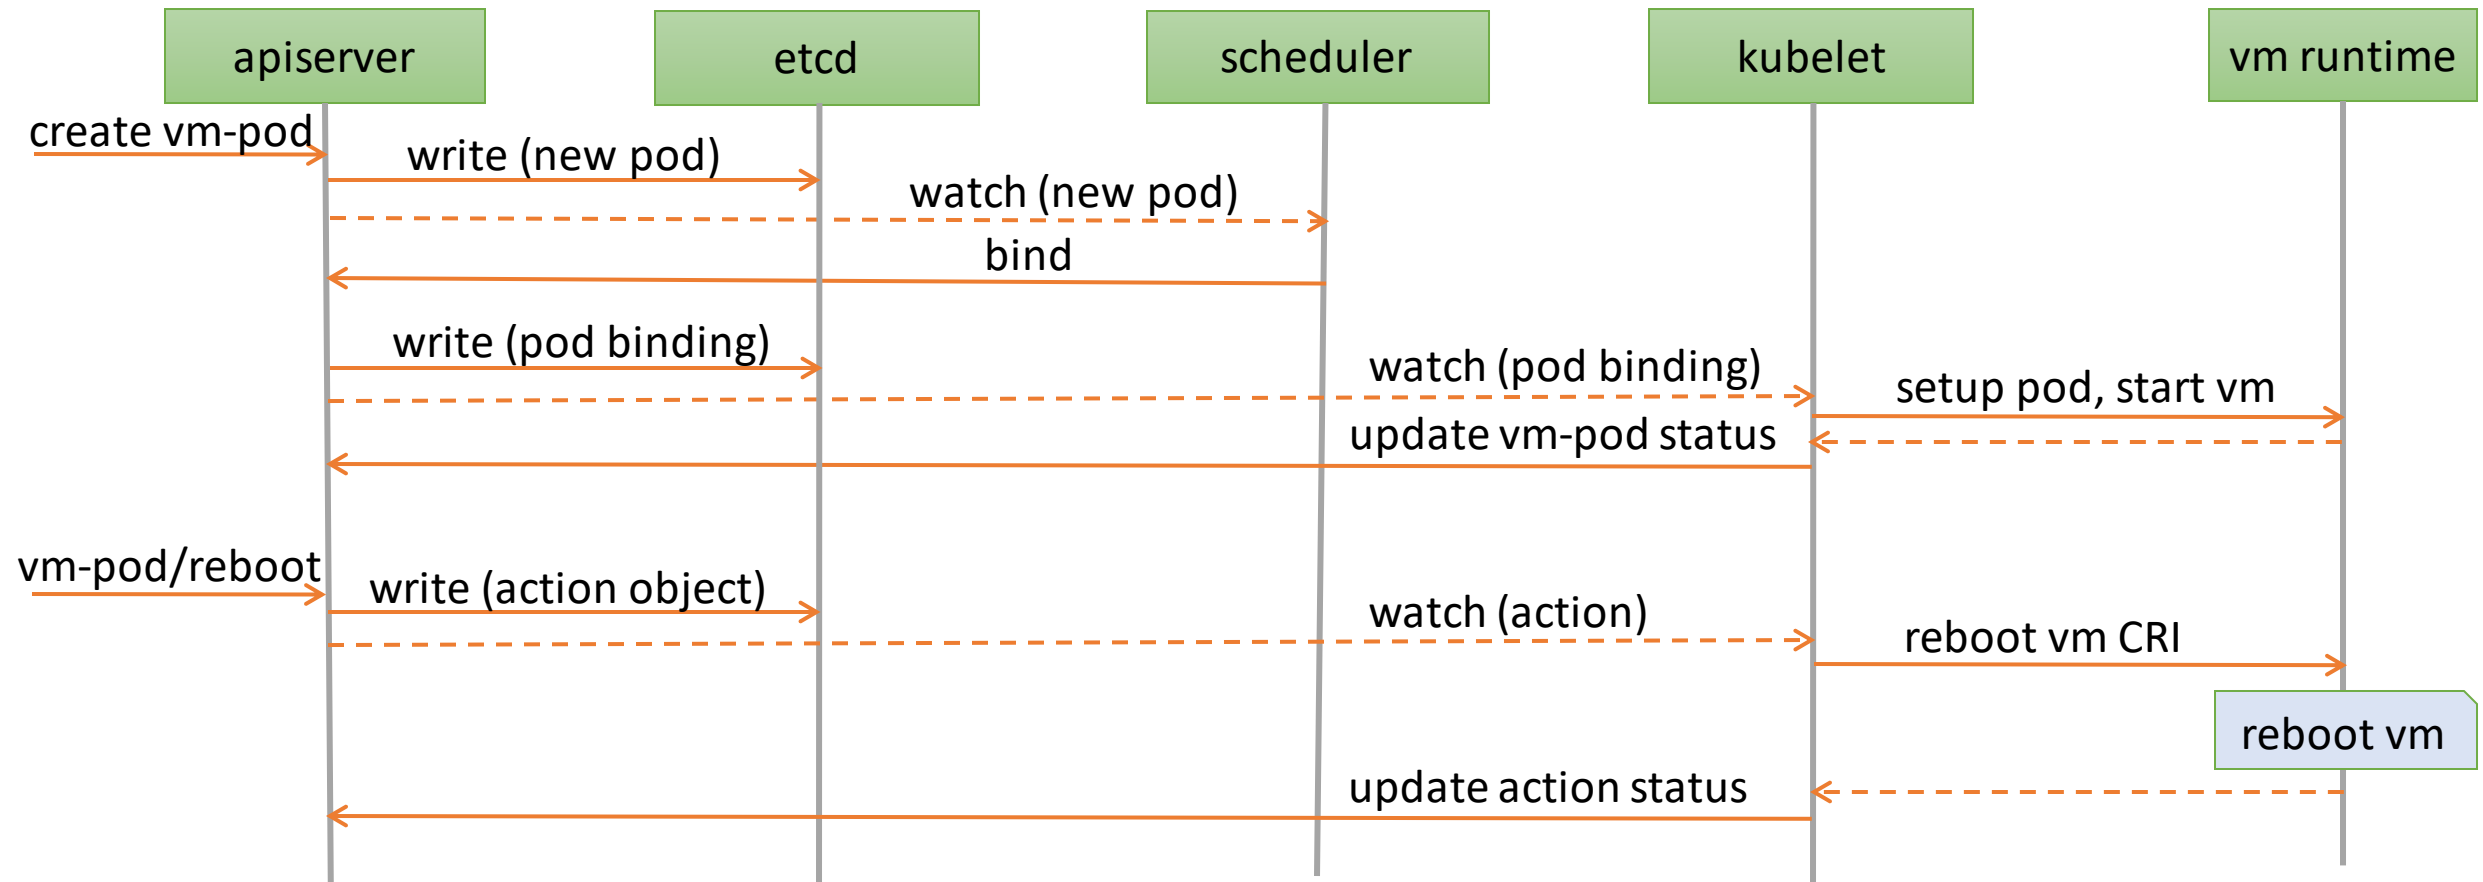 apiserver
etcd
scheduler
kubelet
vm runtime
create vm-pod
write (new pod)
watch (new pod)
bind
write (pod binding)
watch (pod binding)
setup pod, start vm
update vm-pod status
vm-pod/reboot
write (action object)
watch (action)
reboot vm CRI
reboot vm
update action status